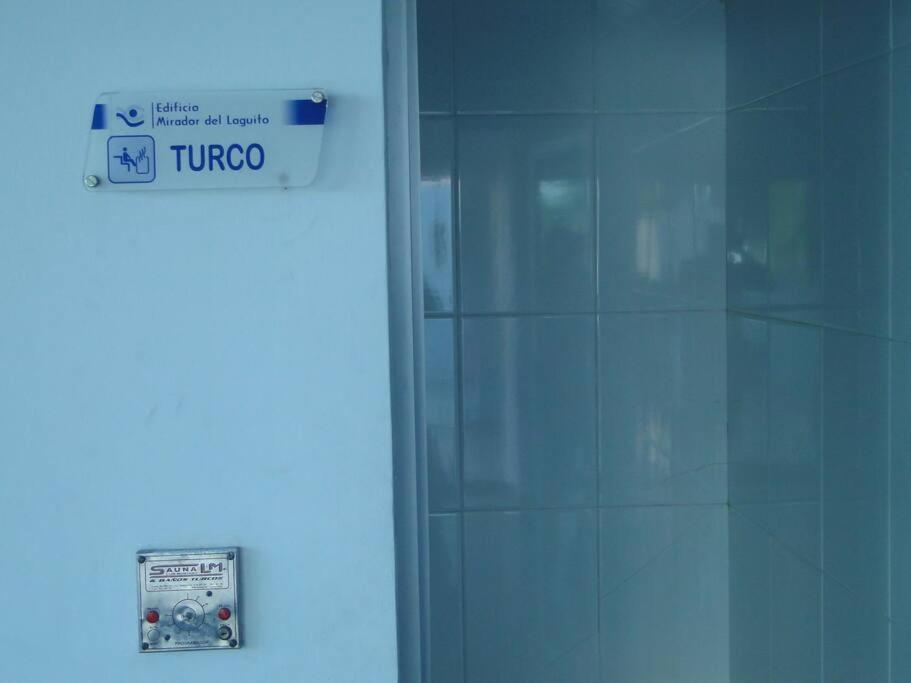 Edificio
Mirador del Laguito
TURCO
SAUNA LM.
& BAÑOS TURCOS